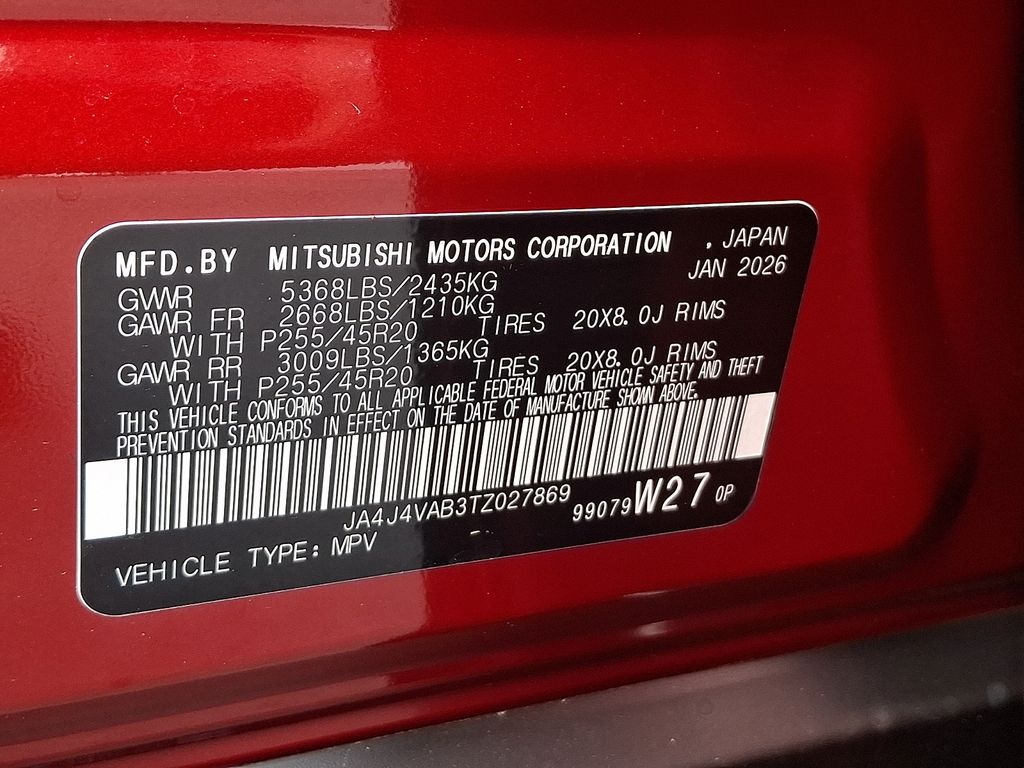 MFD.BY MITSUBISHI MOTORS CORPORATION . JAPAN
JAN 2026
GVWR 5368LBS/2435KG
GAWR FR 2668LBS/1210KG
WITH P255/45R20 TIRES 20X8.0J RIMS
GAWR RR 3009LBS/1365KG
WITH P255/45R20 TIRES 20X8.0J RIMS
THIS VEHICLE CONFORMS TO ALL APPLICABLE FEDERAL MOTOR VEHICLE SAFETY AND THEFT
PREVENTION STANDARDS IN EFFECT ON THE DATE OF MANUFACTURE SHOWN ABOVE.
JA4J4VAB3TZ027869 99079 W27 0P
VEHICLE TYPE: MPV